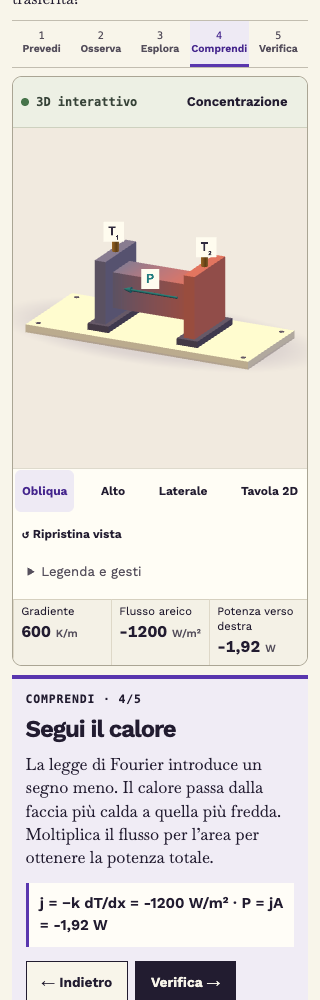 1 2 3 4 5
Prevedi Osserva Esplora Comprendi Verifica
3D interattivo Concentrazione
T₁
T₂
P
Obliqua Alto Laterale Tavola 2D
↺ Ripristina vista
▶ Legenda e gesti
Gradiente
600 K/m
Flusso areico
-1200 W/m²
Potenza verso
destra
-1,92 W
COMPRENDI · 4/5
Segui il calore
La legge di Fourier introduce un
segno meno. Il calore passa dalla
faccia più calda a quella più fredda.
Moltiplica il flusso per l’area per
ottenere la potenza totale.
j = −k dT/dx = -1200 W/m² · P = jA
= -1,92 W
← Indietro Verifica →